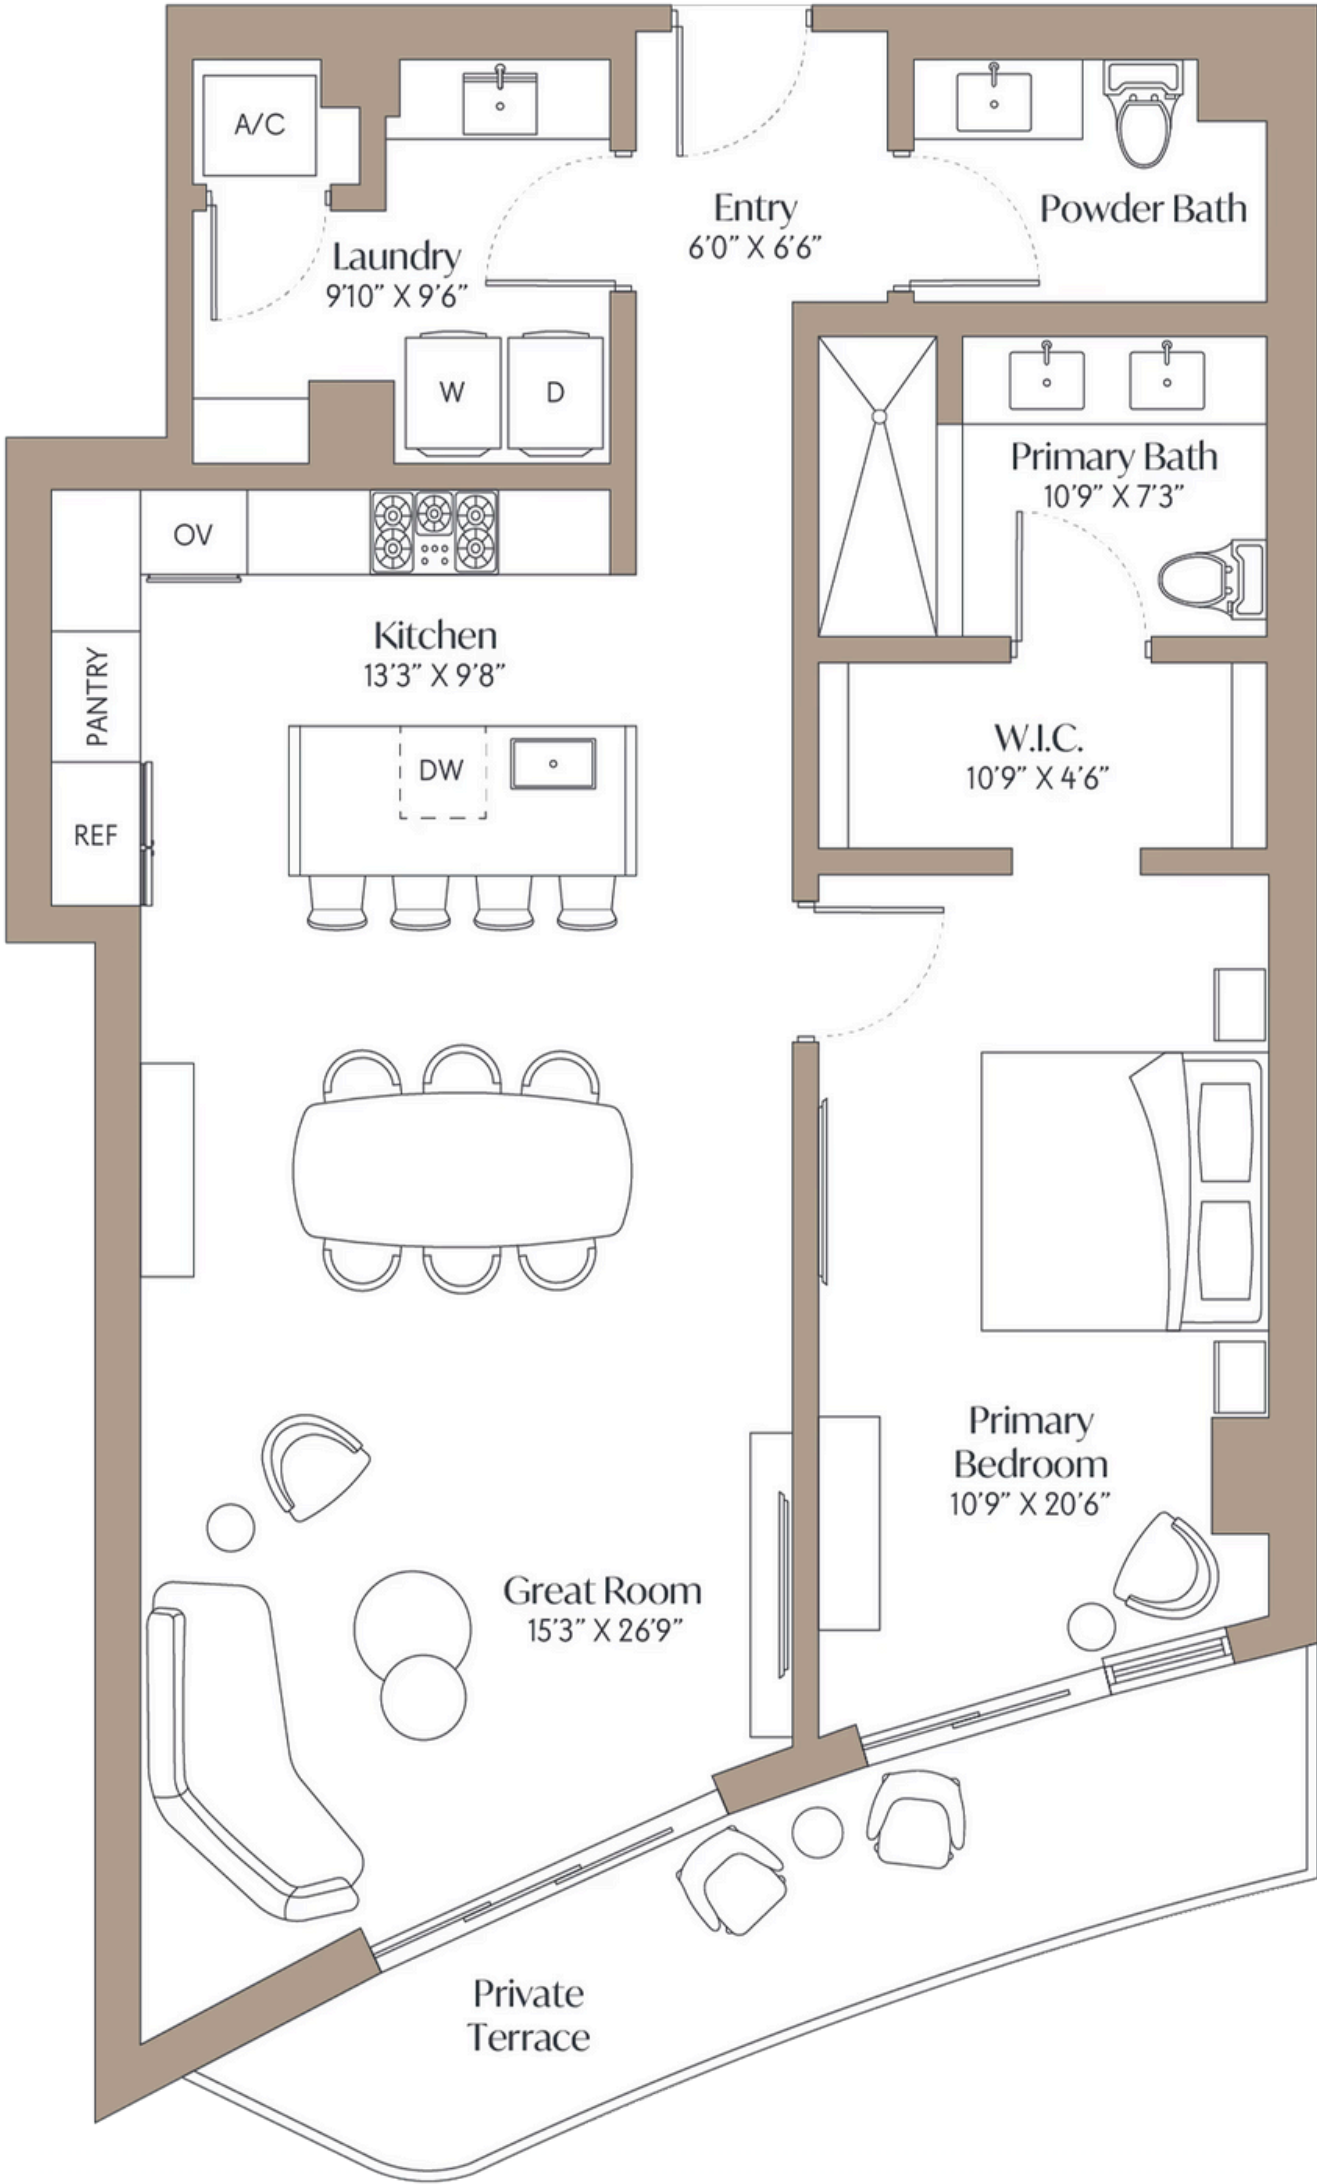 A/C
Entry
6'0” X 6'6”
Powder Bath
Laundry
9'10” X 9'6”
W
D
Primary Bath
10'9” X 7'3”
OV
Kitchen
13'3” X 9'8”
PANTRY
DW
REF
W.I.C.
10'9” X 4'6”
Primary
Bedroom
10'9” X 20'6”
Great Room
15'3” X 26'9”
Private
Terrace